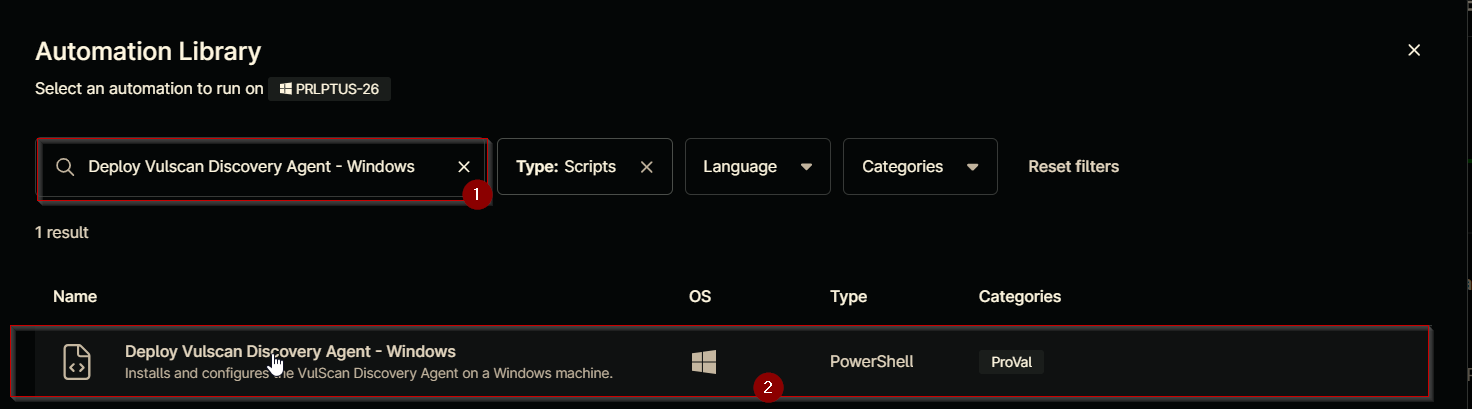 Automation Library
Select an automation to run on PRLPTUS-26
Deploy Vulscan Discovery Agent - Windows
Type: Scripts
Language
Categories
Reset filters
1
1 result
Name
OS
Type
Categories
Deploy Vulscan Discovery Agent - Windows
Installs and configures the VulScan Discovery Agent on a Windows machine.
PowerShell
ProVal
2